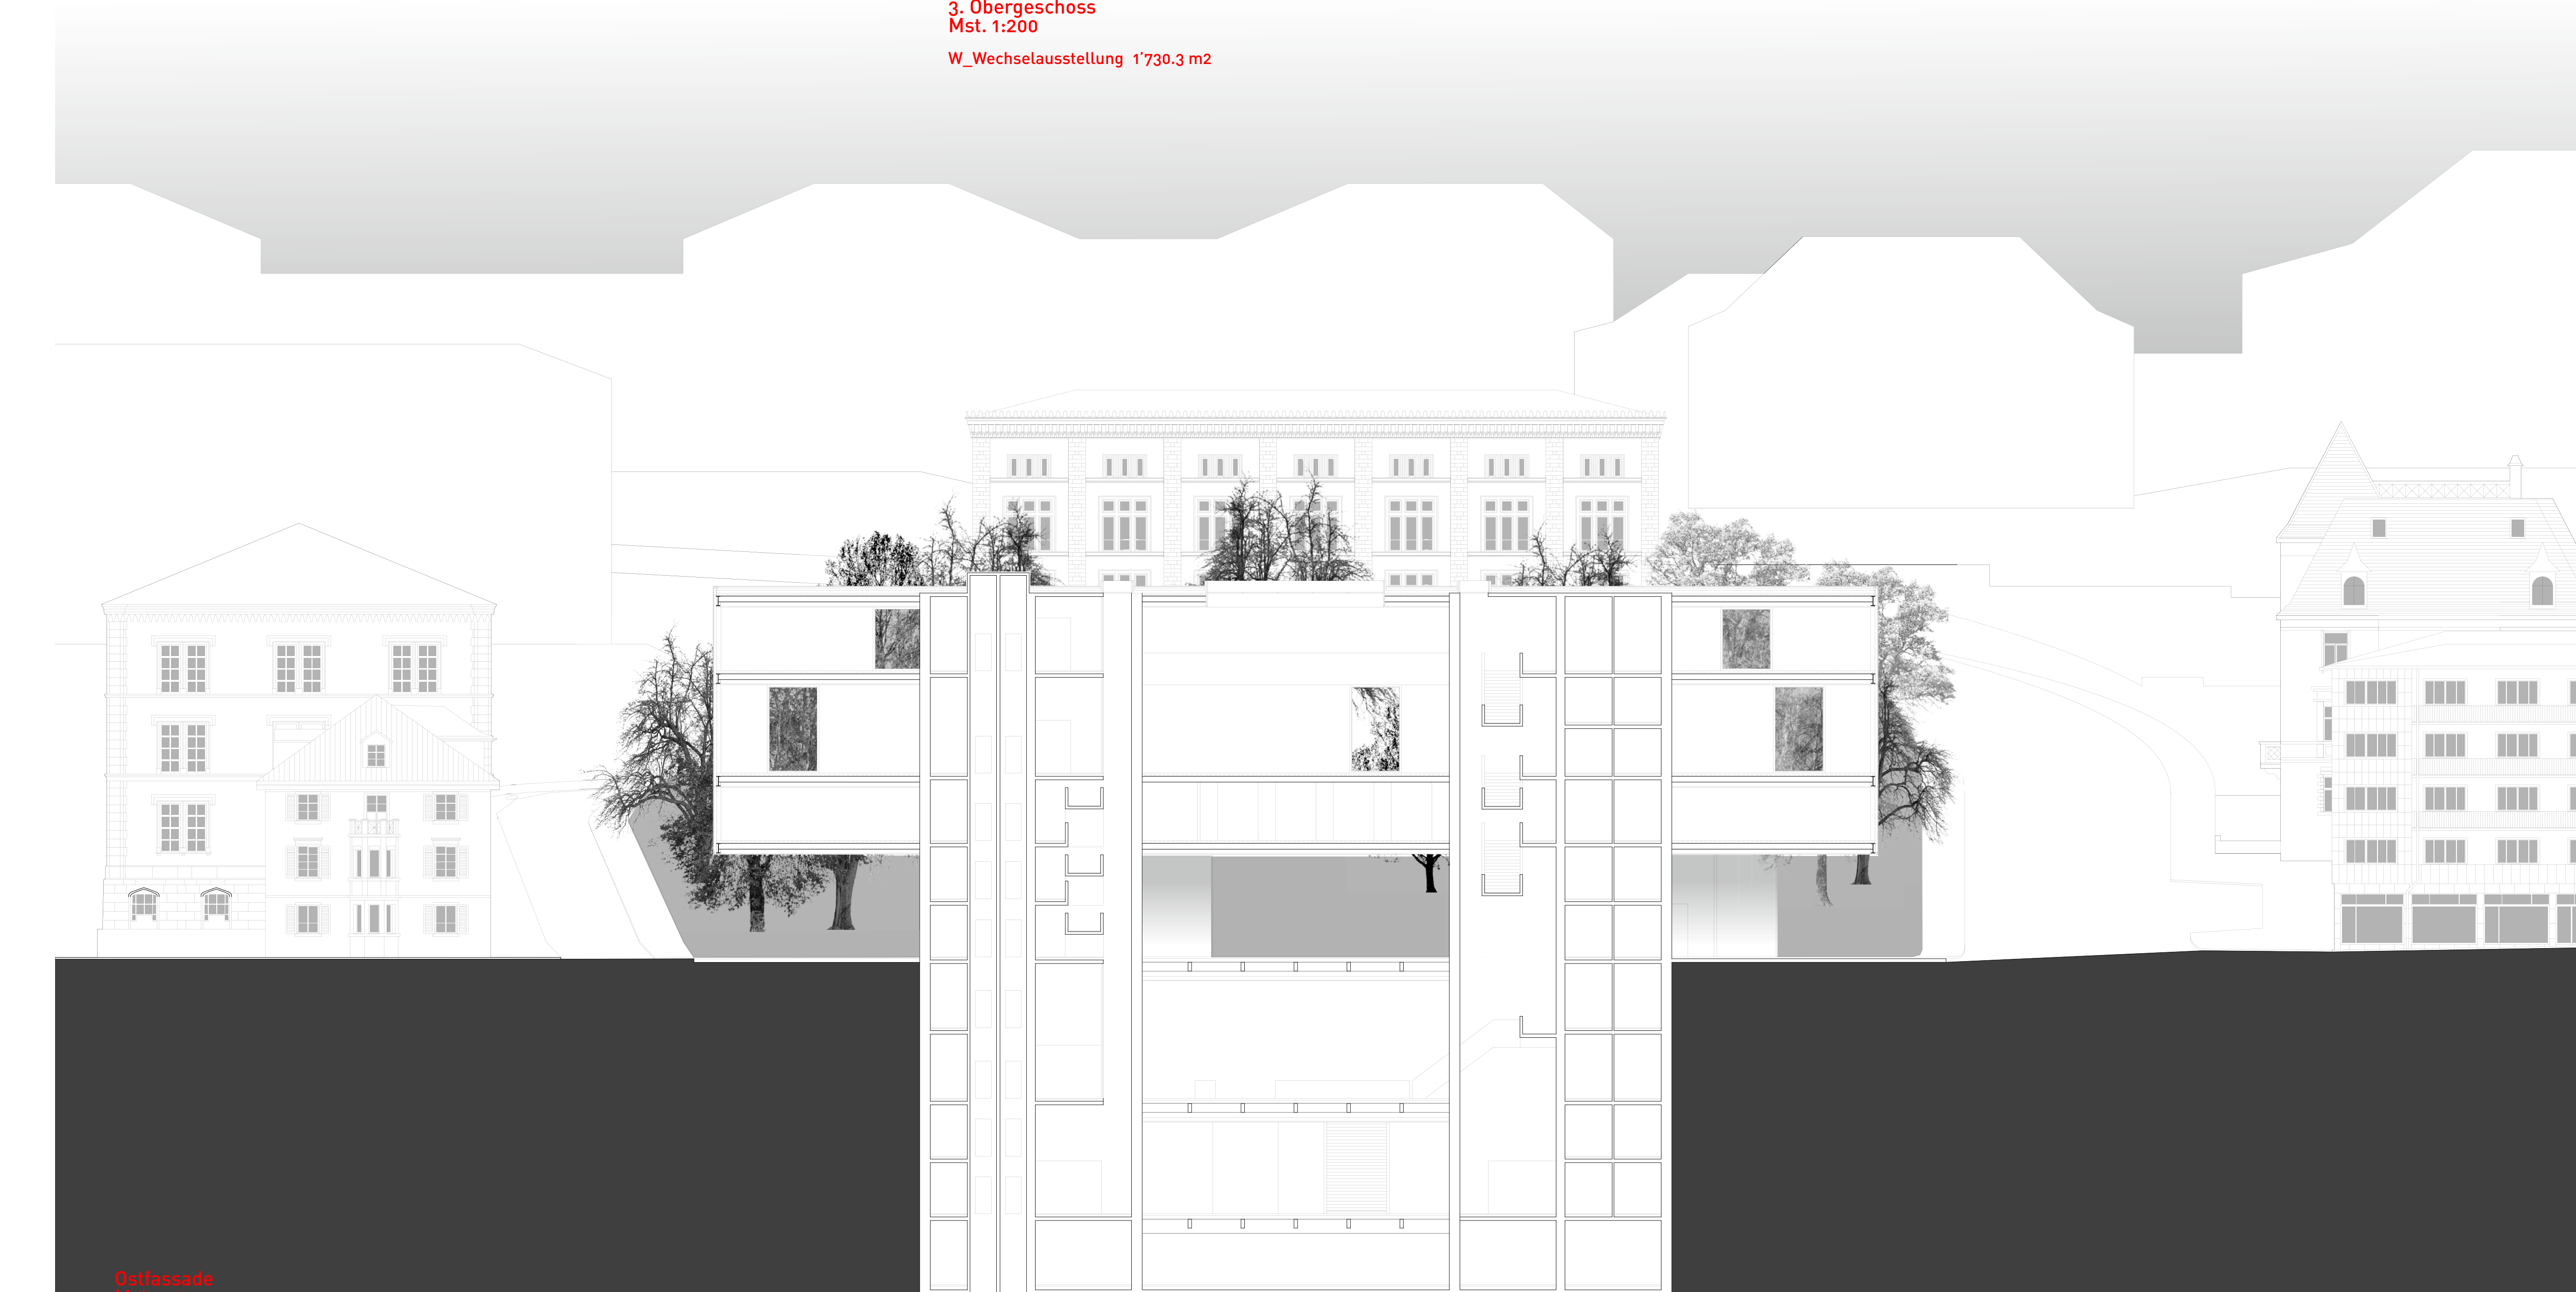 3. Obergeschoss
Mst. 1:200
W_Wechselausstellung 1'730.3 m2
Ostfassade